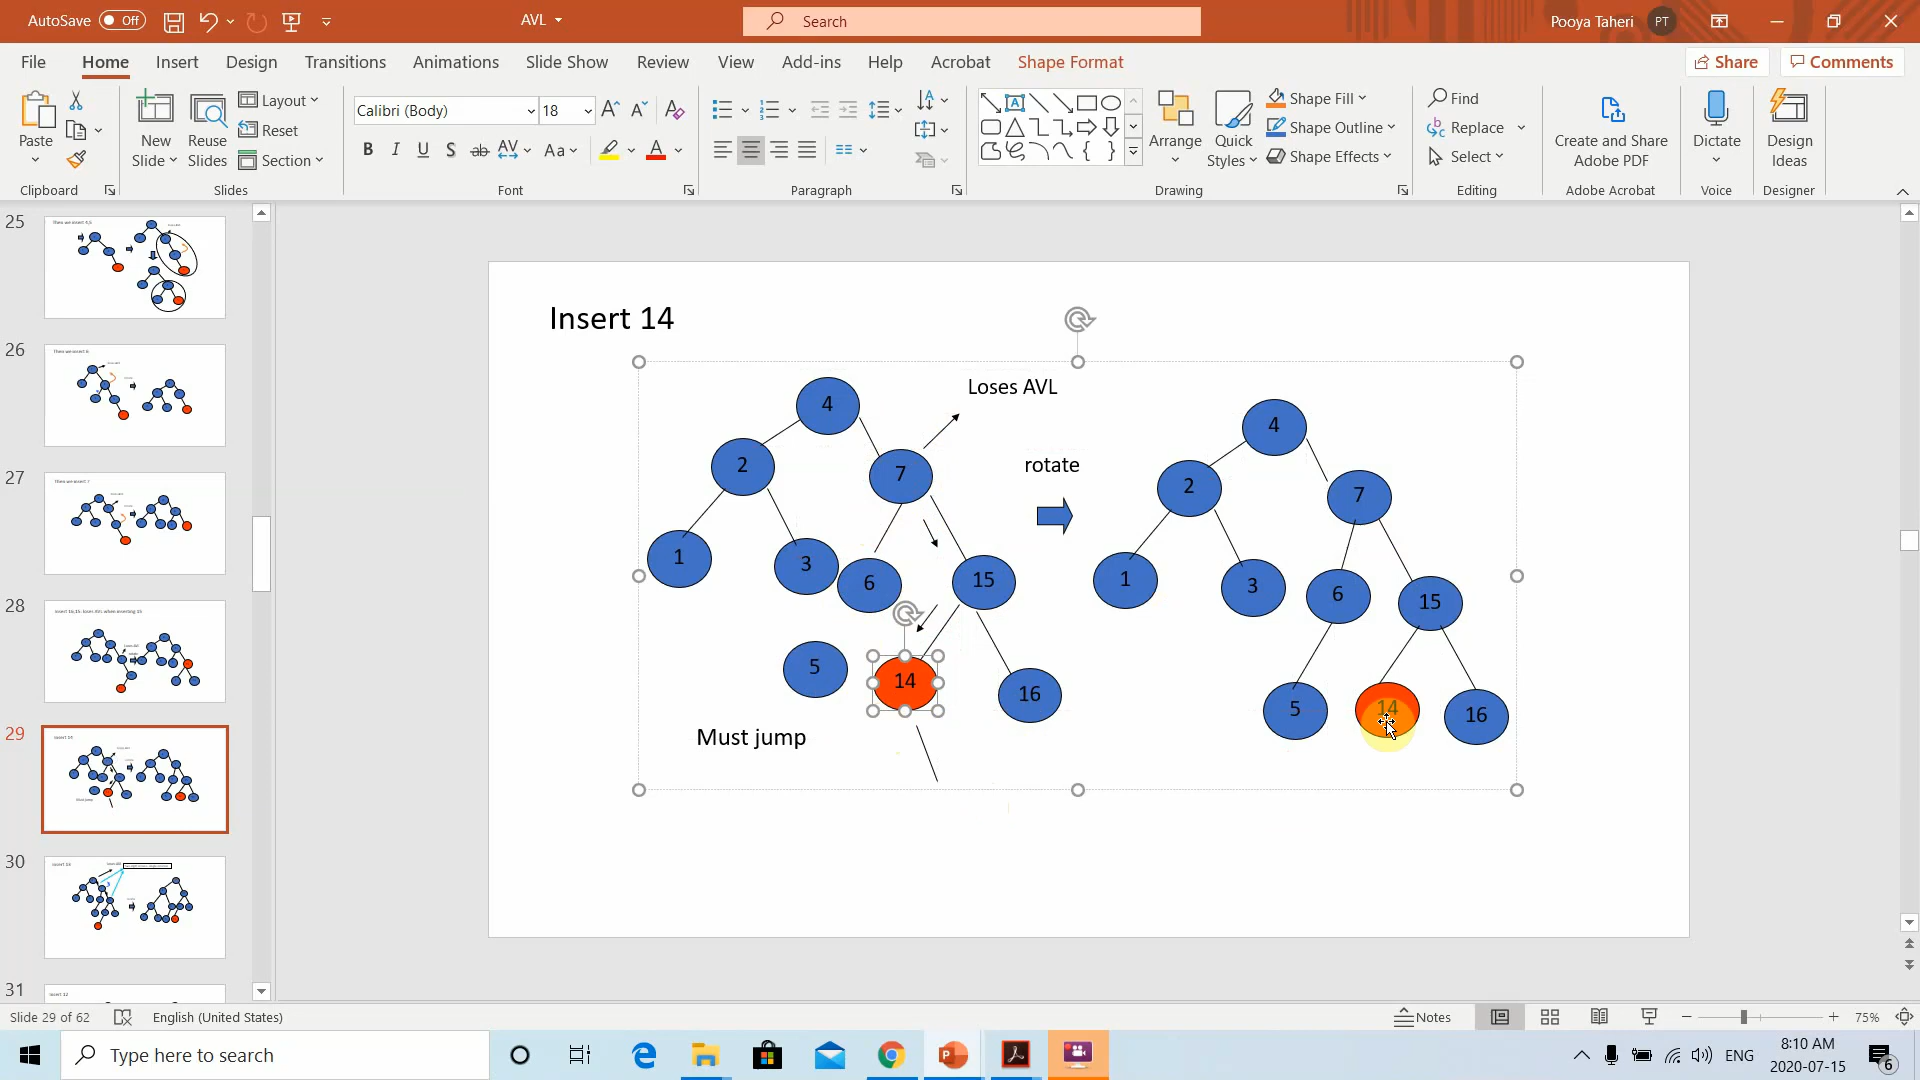 AutoSave Off
AVL
Search
Pooya Taheri PT
File Home Insert Design Transitions Animations Slide Show Review View Add-ins Help Acrobat Shape Format Share Comments
Paste
Clipboard
New Slide
Reuse Slides
Layout
Reset
Section
Slides
Calibri (Body) 18
B I U S ab AV Aa A
Font
Paragraph
Arrange
Quick Styles
Shape Fill
Shape Outline
Shape Effects
Drawing
Find
Replace
Select
Editing
Create and Share Adobe PDF
Adobe Acrobat
Dictate
Voice
Design Ideas
Designer
25
26
27
28
29
30
31
Insert 14
Loses AVL
rotate
4
2
7
1
3
6
15
5
14
16
Must jump
4
2
7
1
3
6
15
5
14
16
Slide 29 of 62 English (United States) Notes 75%
Type here to search
ENG
8:10 AM
2020-07-15
6